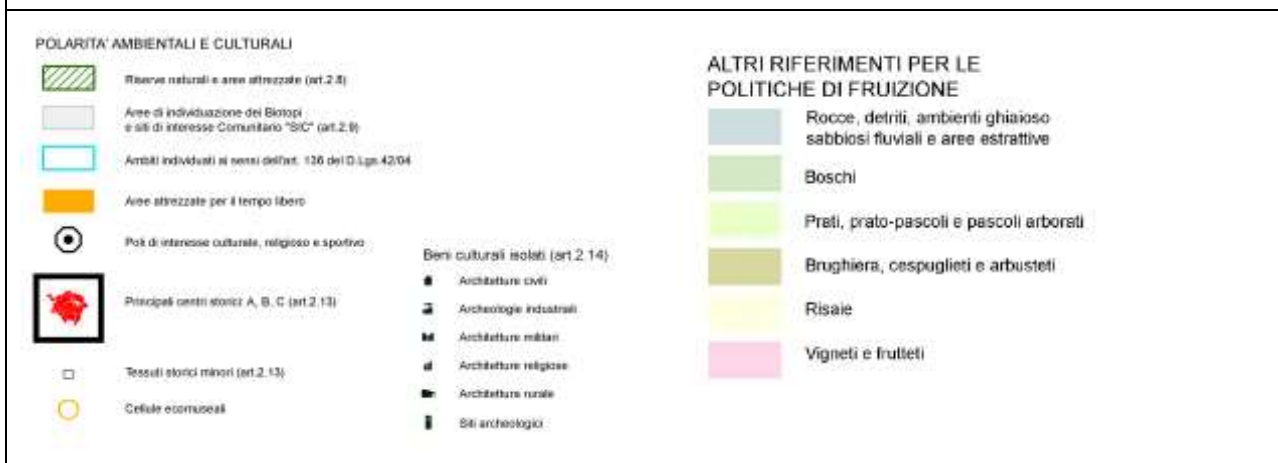 POLARITA' AMBIENTALI E CULTURALI
Riserve naturali e aree attrezzate (art.2.8)
Aree di individuazione dei Biotopi
e siti di interesse Comunitario "SIC" (art.2.9)
Ambiti individuati ai sensi dell'art. 136 del D.Lgs.42/04
Aree attrezzate per il tempo libero
Poli di interesse culturale, religioso e sportivo
Principali centri storici A, B, C (art.2.13)
Tessuti storici minori (art.2.13)
Cellule ecomuseali
Beni culturali isolati (art.2.14)
Architetture civili
Archeologie industriali
Architetture militari
Architetture religiose
Architetture rurale
Siti archeologici
ALTRI RIFERIMENTI PER LE
POLITICHE DI FRUIZIONE
Rocce, detriti, ambienti ghiaioso
sabbiosi fluviali e aree estrattive
Boschi
Prati, prato-pascoli e pascoli arborati
Brughiera, cespuglieti e arbusteti
Risaie
Vigneti e frutteti